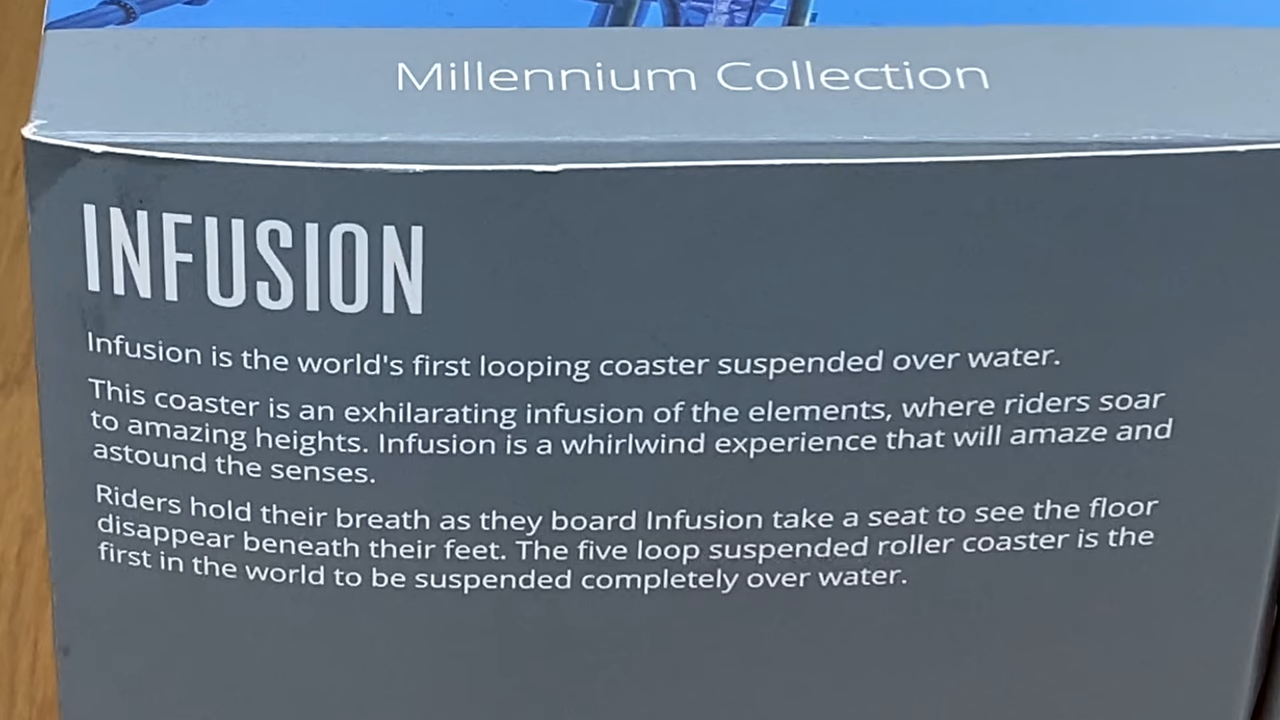 Millennium Collection
INFUSION
Infusion is the world's first looping coaster suspended over water.
This coaster is an exhilarating infusion of the elements, where riders soar
to amazing heights. Infusion is a whirlwind experience that will amaze and
astound the senses.
Riders hold their breath as they board Infusion take a seat to see the floor
disappear beneath their feet. The five loop suspended roller coaster is the
first in the world to be suspended completely over water.